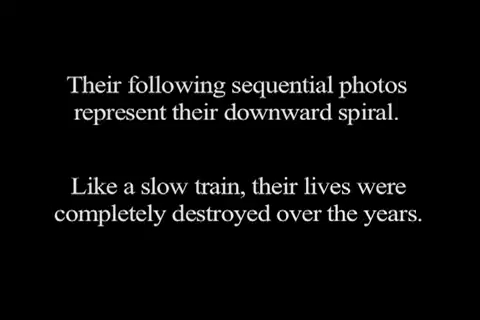 Their following sequential photos
represent their downward spiral.
Like a slow train, their lives were
completely destroyed over the years.